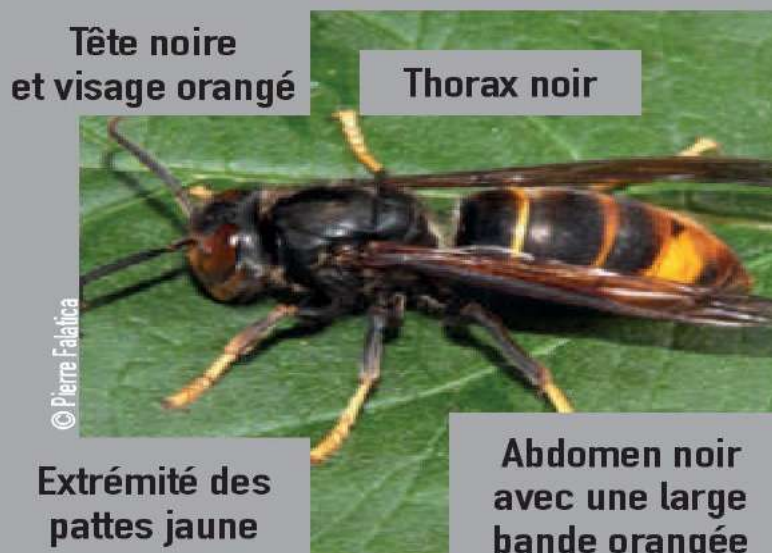 Tête noire
et visage orangé
Thorax noir
© Pierre Falatica
Extrémité des
pattes jaune
Abdomen noir
avec une large
bande orangée